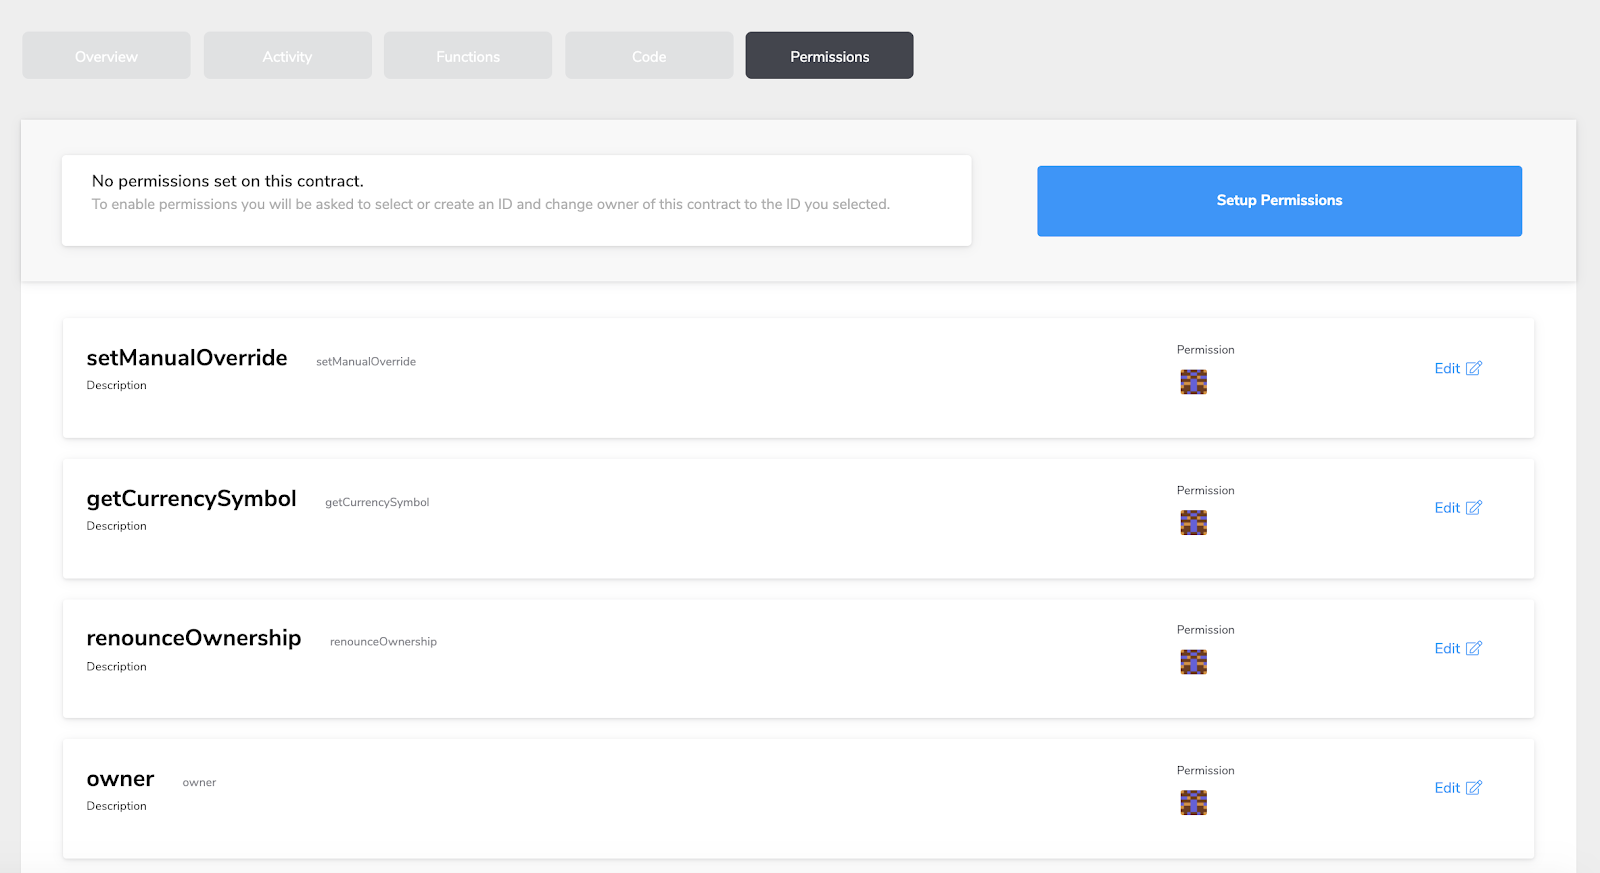 Overview Activity Functions Code Permissions
No permissions set on this contract.
To enable permissions you will be asked to select or create an ID and change owner of this contract to the ID you selected.
Setup Permissions
setManualOverride setManualOverride
Description
Permission
Edit
getCurrencySymbol getCurrencySymbol
Description
Permission
Edit
renounceOwnership renounceOwnership
Description
Permission
Edit
owner owner
Description
Permission
Edit